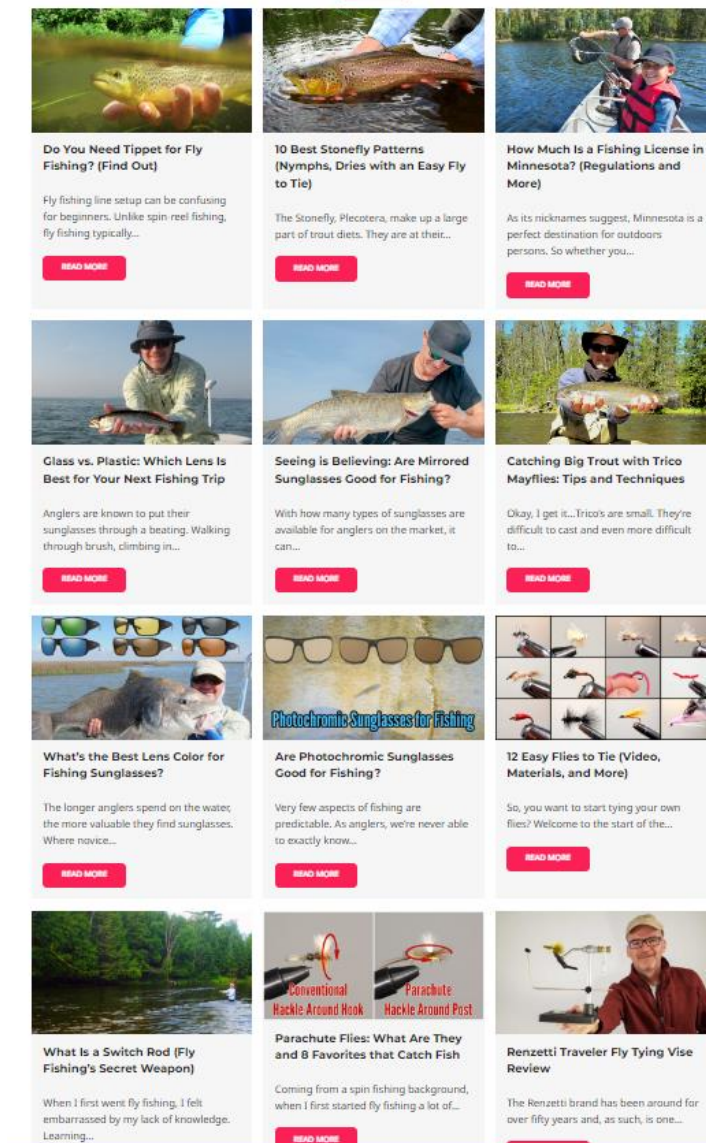 Do You Need Tippet for Fly
Fishing? (Find Out)
Fly fishing line setup can be confusing
for beginners. Unlike spin reel fishing,
fly fishing typically...
READ MORE
10 Best Stonefly Patterns
(Nymphs, Dries with an Easy Fly
to Tie)
The Stonefly, Plecotera, make up a large
part of trout diets. They are at their...
READ MORE
How Much Is a Fishing License in
Minnesota? (Regulations and
More)
As its nicknames suggest, Minnesota is a
perfect destination for outdoors
persons. So whether you...
READ MORE
Glass vs. Plastic: Which Lens Is
Best for Your Next Fishing Trip
Anglers are known to put their
sunglasses through a beating. Walking
through brush, climbing in...
READ MORE
Seeing is Believing: Are Mirrored
Sunglasses Good for Fishing?
With how many types of sunglasses are
available for anglers on the market, it
can...
READ MORE
Catching Big Trout with Trico
Mayflies: Tips and Techniques
Okay, I get it...Trico's are small. They're
difficult to cast and even more difficult
to...
READ MORE
What's the Best Lens Color for
Fishing Sunglasses?
The longer anglers spend on the water,
the more valuable they find sunglasses.
Where novice...
READ MORE
Photochromic Sunglasses for Fishing
Are Photochromic Sunglasses
Good for Fishing?
Very few aspects of fishing are
predictable. As anglers, we're never able
to exactly know...
READ MORE
12 Easy Flies to Tie (Video,
Materials, and More)
So, you want to start tying your own
flies? Welcome to the start of the...
READ MORE
What Is a Switch Rod (Fly
Fishing's Secret Weapon)
When I first went fly fishing, I felt
embarrassed by my lack of knowledge.
Learning...
Conventional
Hackle Around Hook
Parachute
Hackle Around Post
Parachute Flies: What Are They
and 8 Favorites that Catch Fish
Coming from a spin fishing background,
when I first started fly fishing a lot of...
READ MORE
Renzetti Traveler Fly Tying Vise
Review
The Renzetti brand has been around for
over fifty years and, as such, is one...